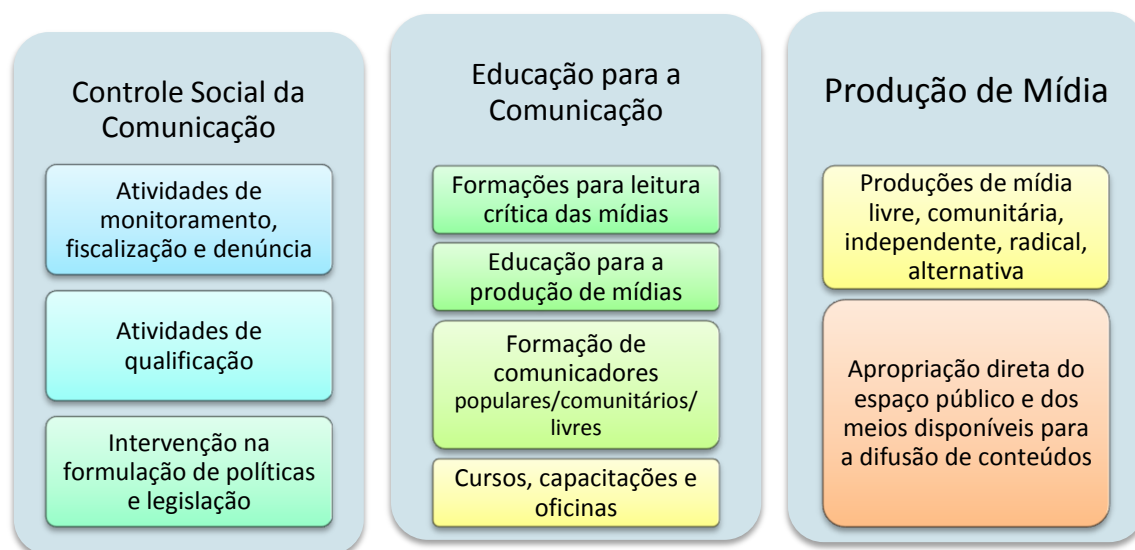 Controle Social da
Comunicação
Atividades de
monitoramento,
fiscalização e denúncia
Atividades de
qualificação
Intervenção na
formulação de políticas
e legislação
Educação para a
Comunicação
Formações para leitura
crítica das mídias
Educação para a
produção de mídias
Formação de
comunicadores
populares/comunitários/
livres
Cursos, capacitações e
oficinas
Produção de Mídia
Produções de mídia
livre, comunitária,
independente, radical,
alternativa
Apropriação direta do
espaço público e dos
meios disponíveis para
a difusão de conteúdos